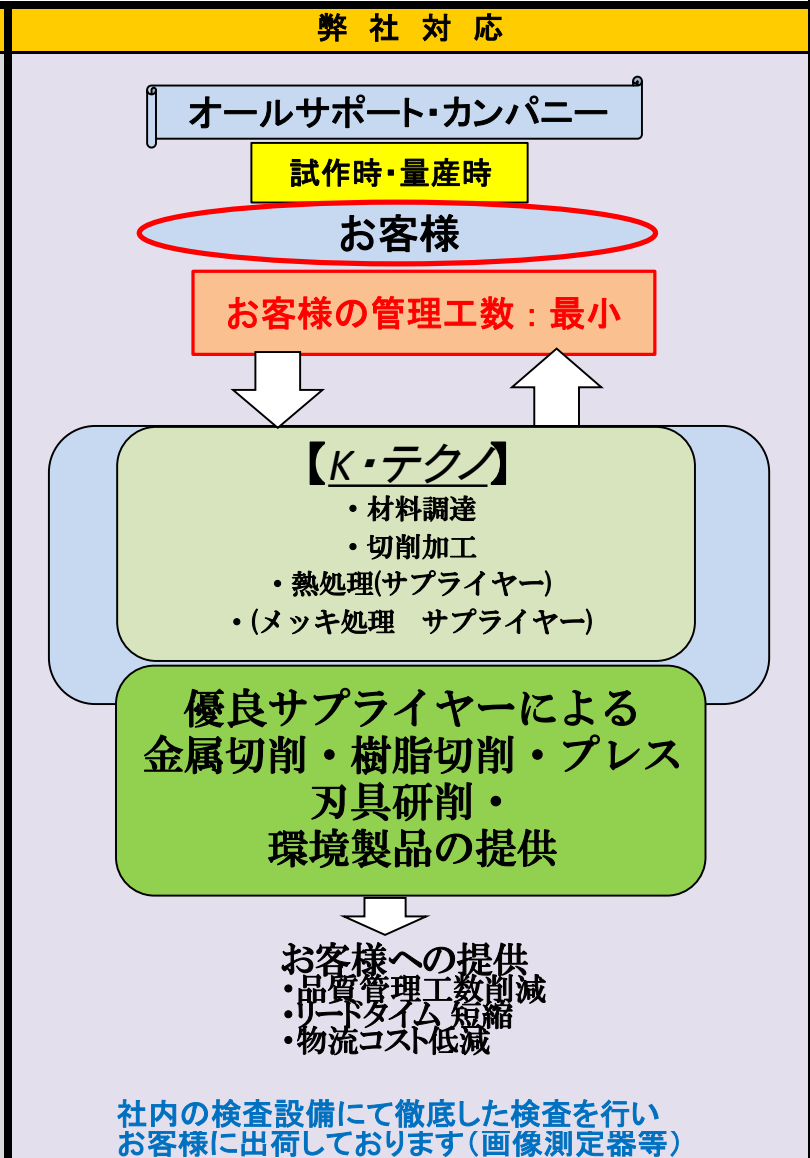 弊 社 対 応
オールサポート・カンパニー
試作時・量産時
お客様
お客様の管理工数：最小
【K・テクノ】
・材料調達
・切削加工
・熱処理(サプライヤー)
・(メッキ処理　サプライヤー)
優良サプライヤーによる
金属切削・樹脂切削・プレス
刃具研削・
環境製品の提供
お客様への提供
・品質管理工数削減
・リードタイム 短縮
・物流コスト低減
社内の検査設備にて徹底した検査を行い
お客様に出荷しております（画像測定器等）